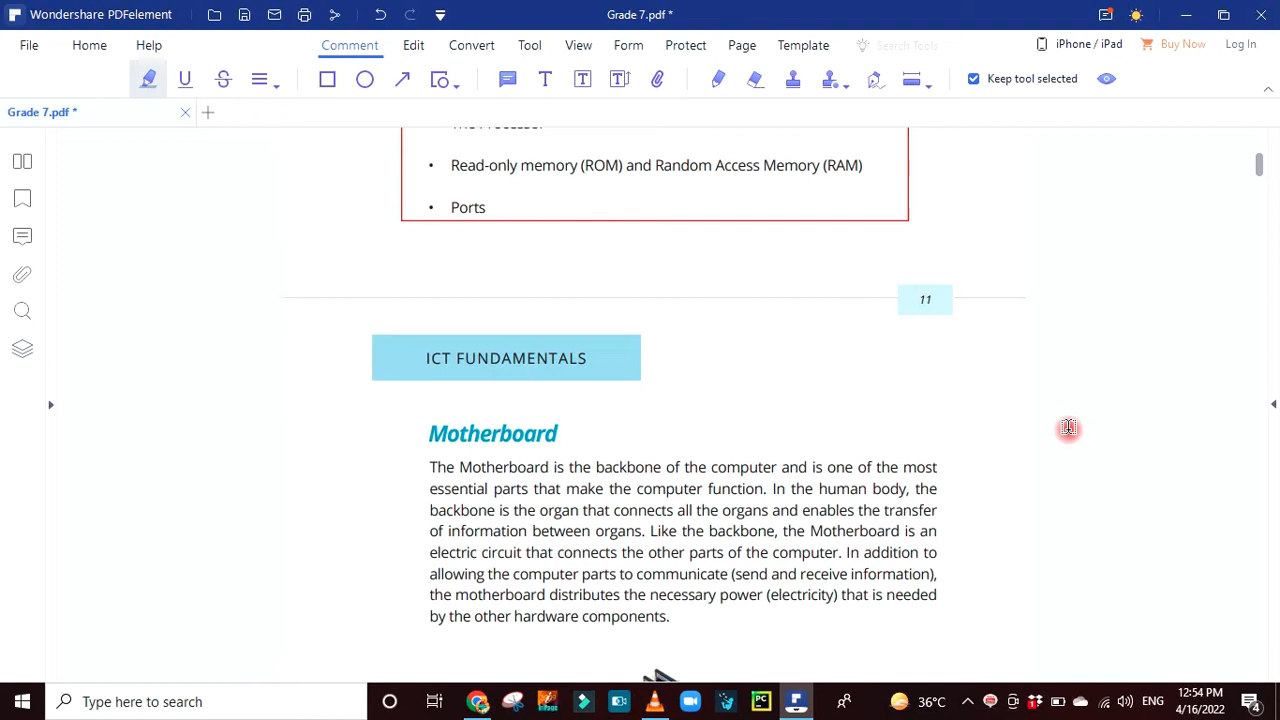 Wondershare PDFelement
Grade 7.pdf *
File Home Help Comment Edit Convert Tool View Form Protect Page Template Search Tools iPhone / iPad Buy Now Log In
Keep tool selected
Grade 7.pdf *
• Read-only memory (ROM) and Random Access Memory (RAM)
• Ports
11
ICT FUNDAMENTALS
Motherboard
The Motherboard is the backbone of the computer and is one of the most
essential parts that make the computer function. In the human body, the
backbone is the organ that connects all the organs and enables the transfer
of information between organs. Like the backbone, the Motherboard is an
electric circuit that connects the other parts of the computer. In addition to
allowing the computer parts to communicate (send and receive information),
the motherboard distributes the necessary power (electricity) that is needed
by the other hardware components.
Type here to search
36°C
ENG
12:54 PM
4/16/2022
4